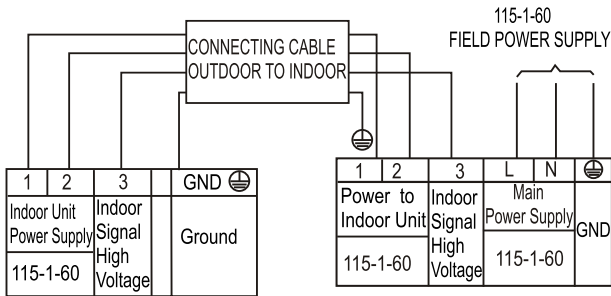 115-1-60
FIELD POWER SUPPLY
CONNECTING CABLE
OUTDOOR TO INDOOR
1 2 3 GND
Indoor Unit
Power Supply
115-1-60
Indoor
Signal
High
Voltage
Ground
1 2 3 L N
Power to
Indoor Unit
115-1-60
Indoor
Signal
High
Voltage
Main
Power Supply
115-1-60
GND